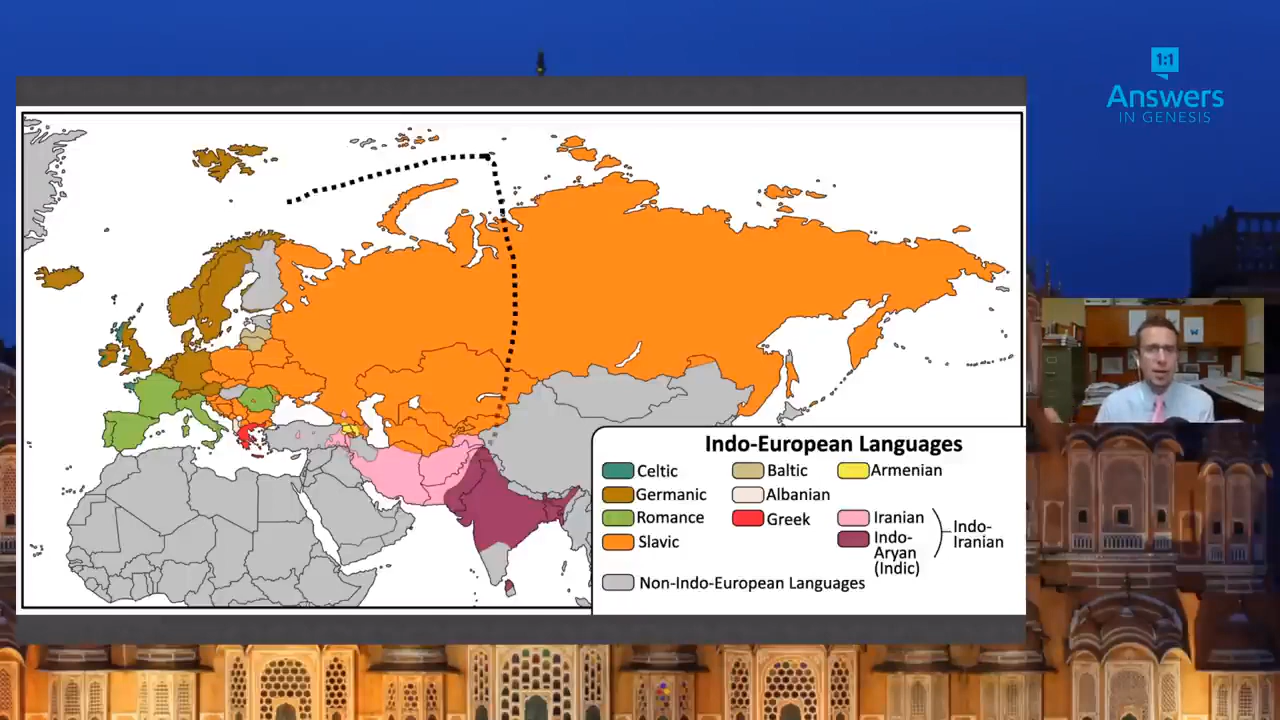 1:1
Answers
IN GENESIS
Indo-European Languages
Celtic
Germanic
Romance
Slavic
Baltic
Albanian
Greek
Armenian
Iranian
Indo-
Aryan
(Indic)
Indo-
Iranian
Non-Indo-European Languages